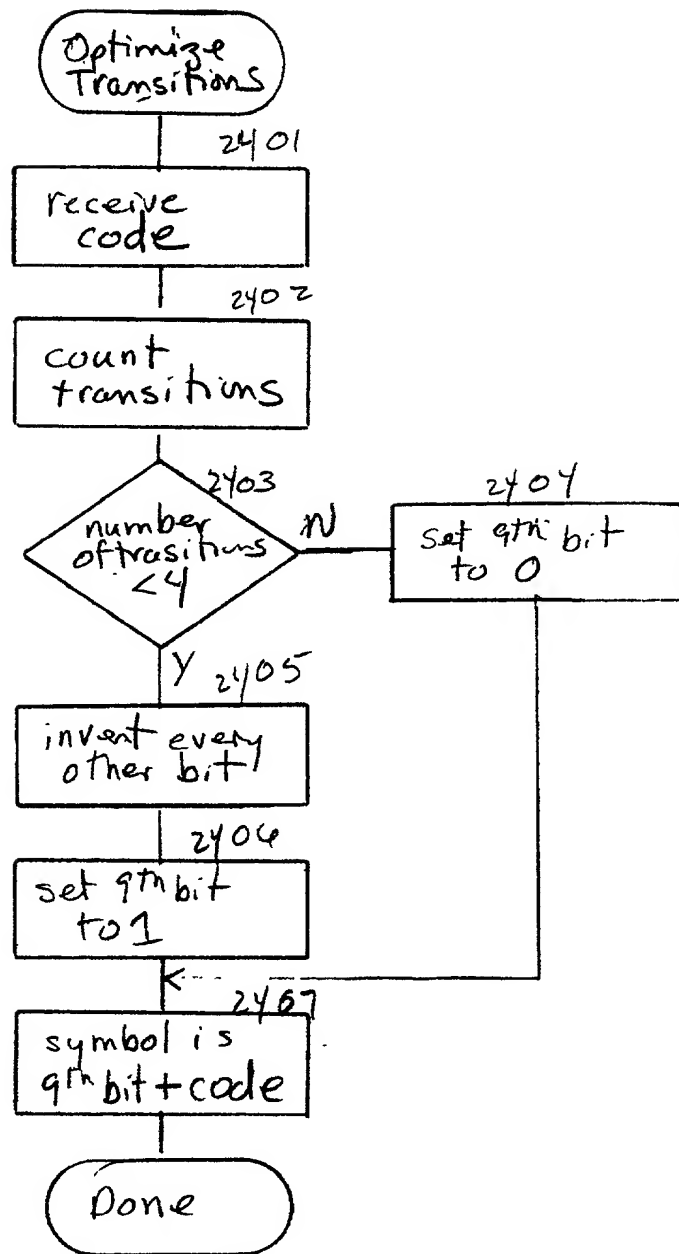 Optimize
Transitions
2401
receive
code
2402
count
transitions
2403
number
of trasitions
<4
N
2404
set 9th bit
to 0
Y
2405
invert every
other bit
2406
set 9th bit
to 1
2407
symbol is
9th bit + code
Done